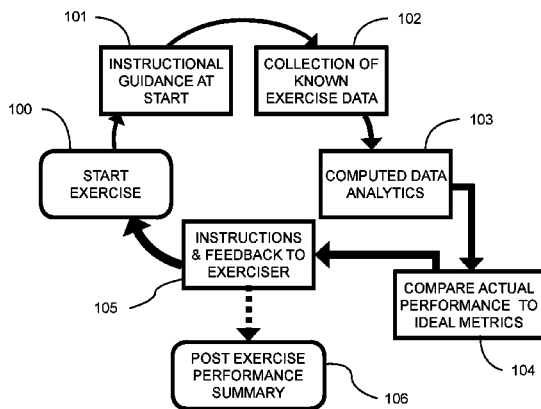 101
INSTRUCTIONAL
GUIDANCE AT
START
102
COLLECTION OF
KNOWN
EXERCISE DATA
100
START
EXERCISE
103
COMPUTED DATA
ANALYTICS
INSTRUCTIONS
& FEEDBACK TO
EXERCISER
105
COMPARE ACTUAL
PERFORMANCE TO
IDEAL METRICS
104
POST EXERCISE
PERFORMANCE
SUMMARY
106